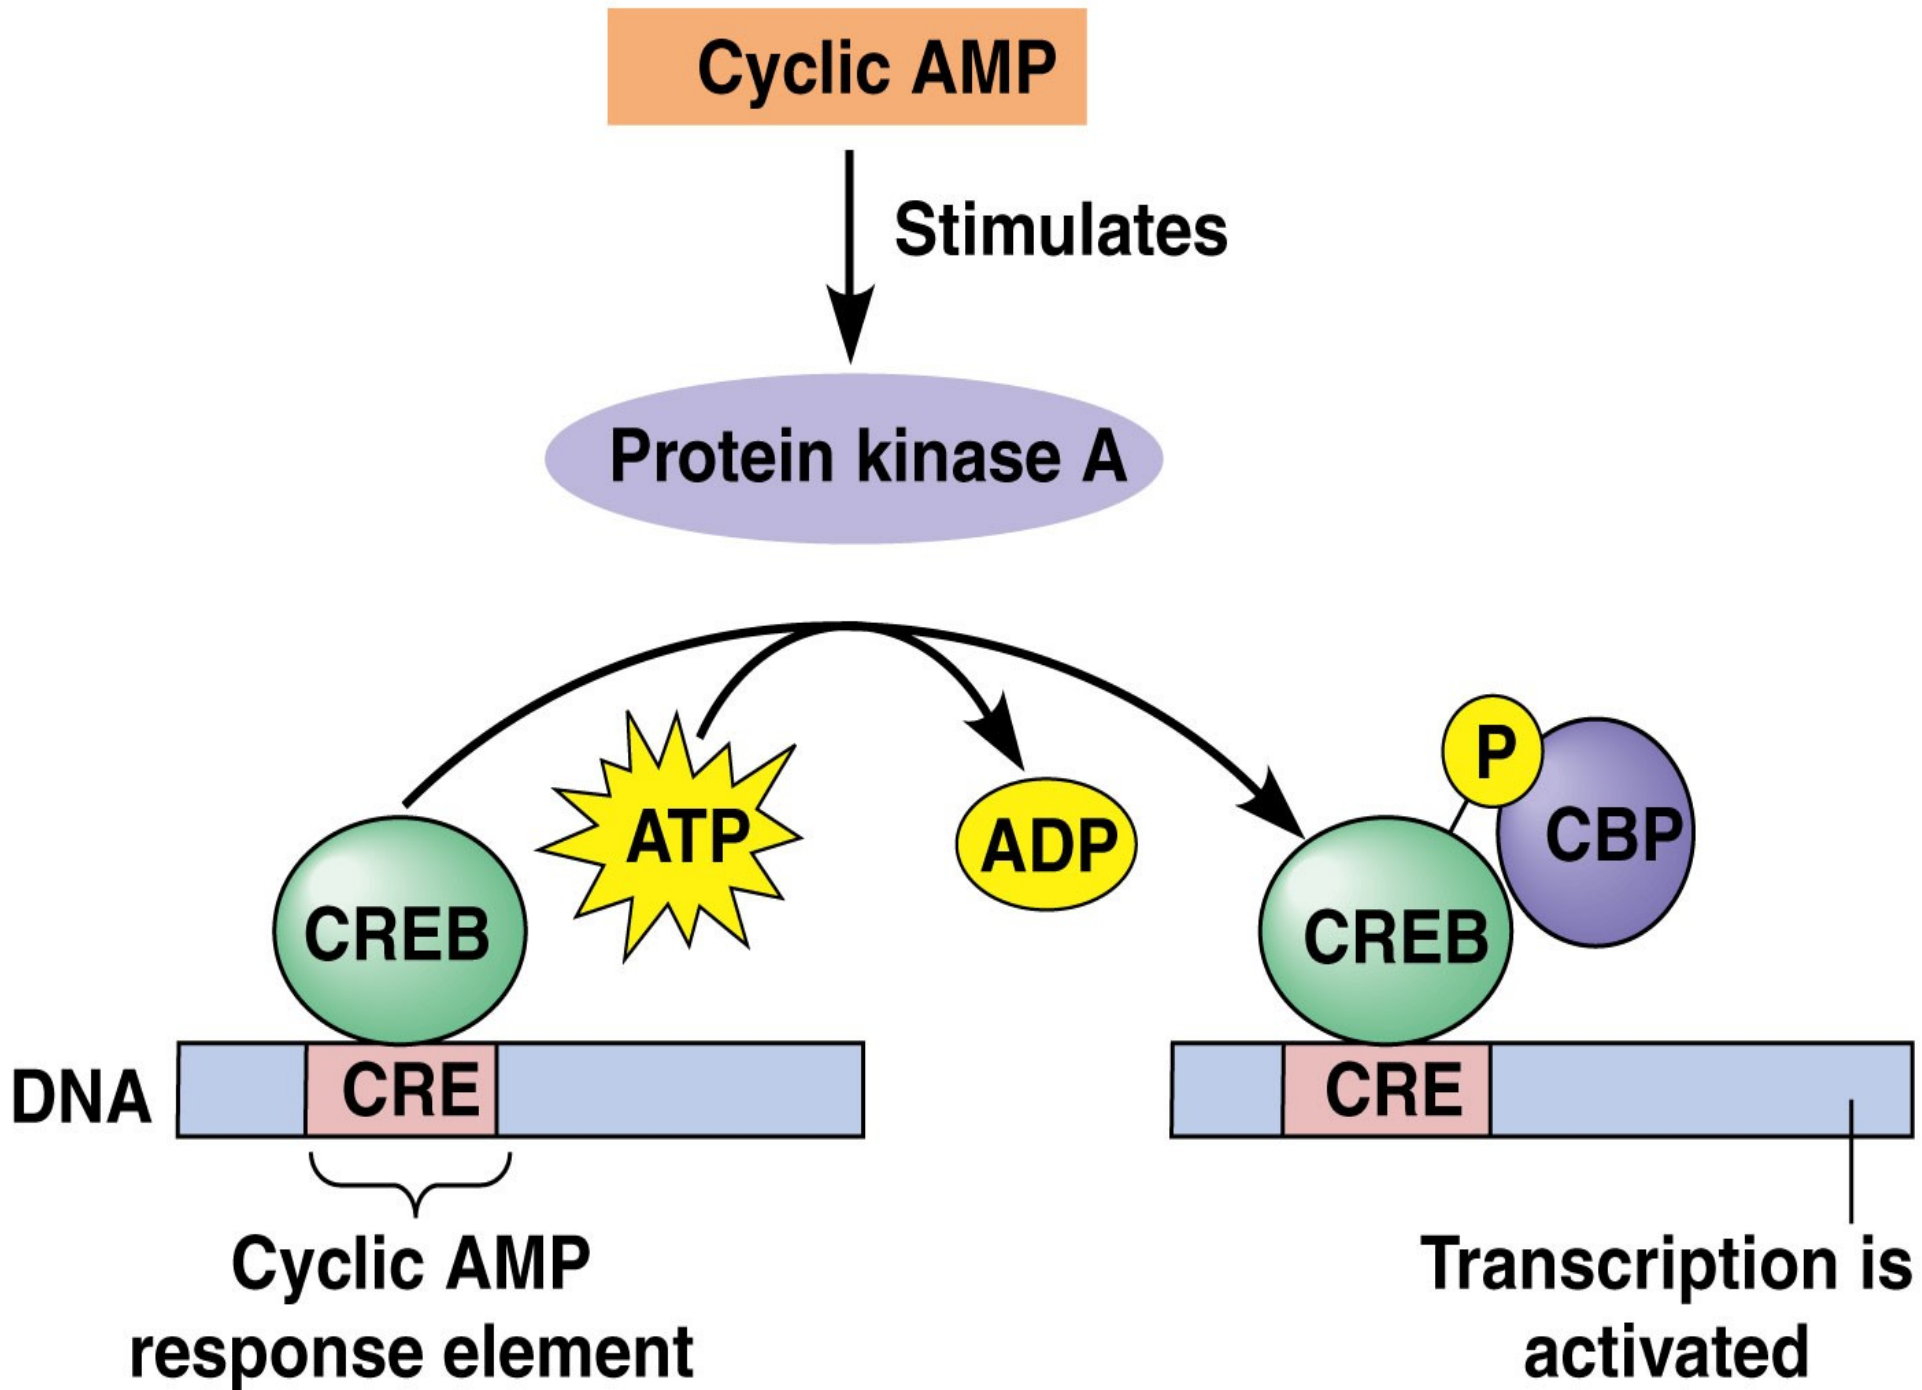 Cyclic AMP
Stimulates
Protein kinase A
P
CBP
ATP
ADP
CREB
CREB
DNA
CRE
CRE
Cyclic AMP
response element
Transcription is
activated